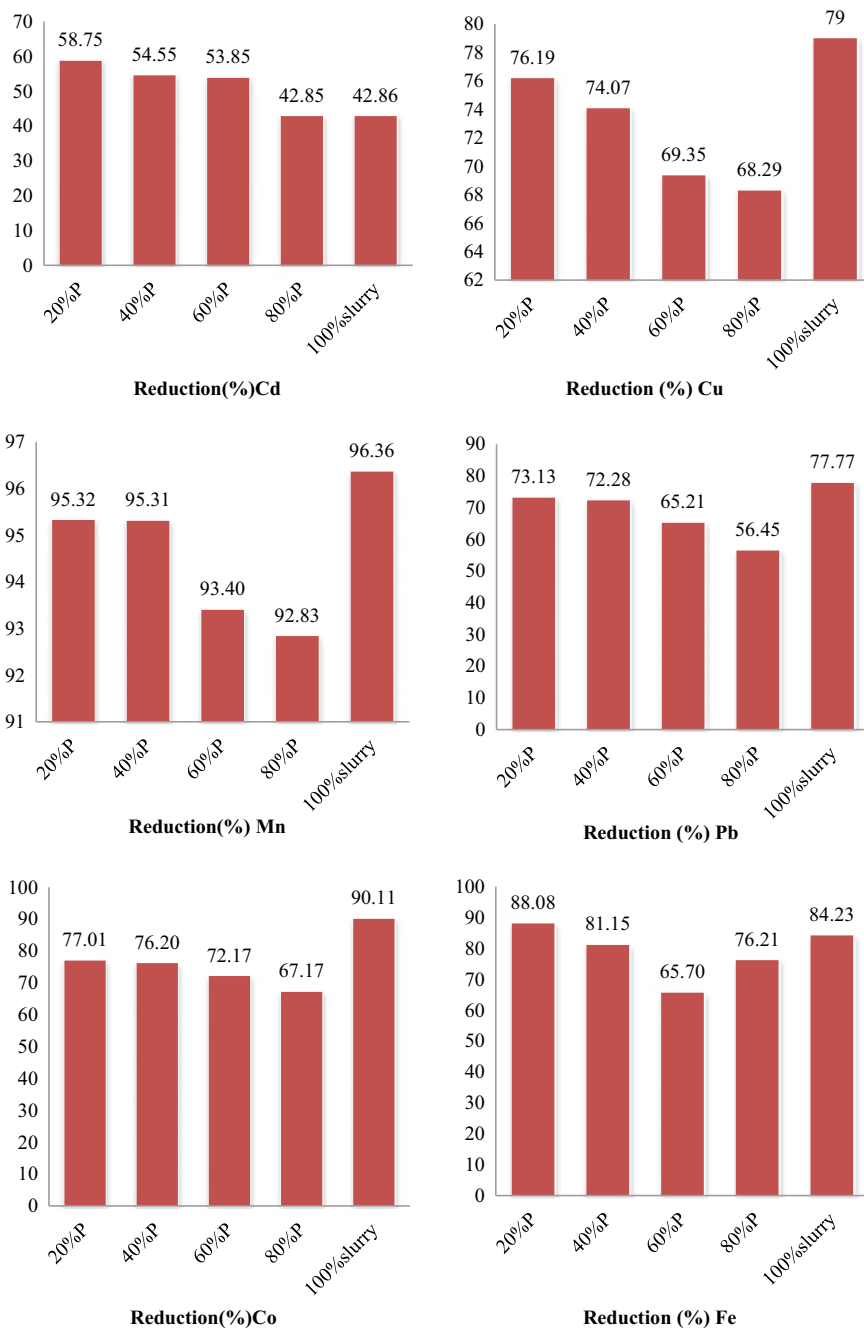 70
60
50
40
30
20
10
0
58.75
54.55
53.85
42.85
42.86
20%P
40%P
60%P
80%P
100%slurry
Reduction(%)Cd
80
78
76
74
72
70
68
66
64
62
76.19
74.07
69.35
68.29
79
20%P
40%P
60%P
80%P
100%slurry
Reduction (%) Cu
97
96
95
94
93
92
91
95.32
95.31
93.40
92.83
96.36
20%P
40%P
60%P
80%P
100%slurry
Reduction(%) Mn
90
80
70
60
50
40
30
20
10
0
73.13
72.28
65.21
56.45
77.77
20%P
40%P
60%P
80%P
100%slurry
Reduction (%) Pb
100
90
80
70
60
50
40
30
20
10
0
77.01
76.20
72.17
67.17
90.11
20%P
40%P
60%P
80%P
100%slurry
Reduction(%)Co
100
90
80
70
60
50
40
30
20
10
0
88.08
81.15
65.70
76.21
84.23
20%P
40%P
60%P
80%P
100%slurry
Reduction (%) Fe